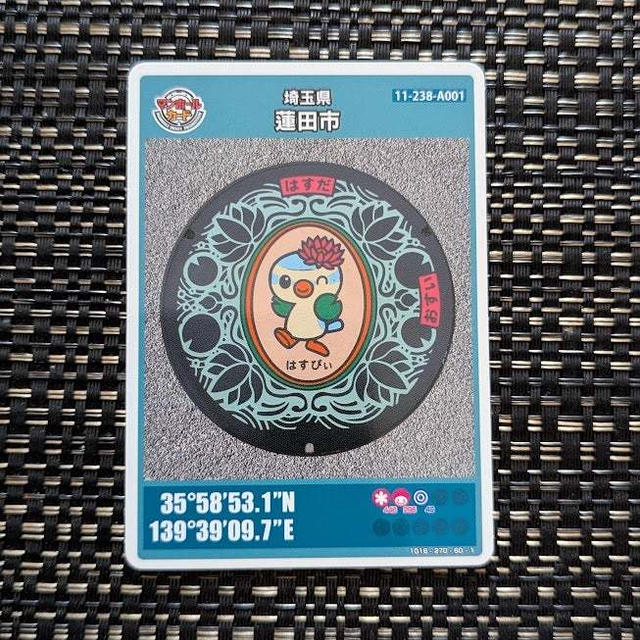 マンホール
カード
埼玉県
蓮田市
11-238-A001
はすだ
おすい
はすぴぃ
35°58'53.1"N
139°39'09.7"E